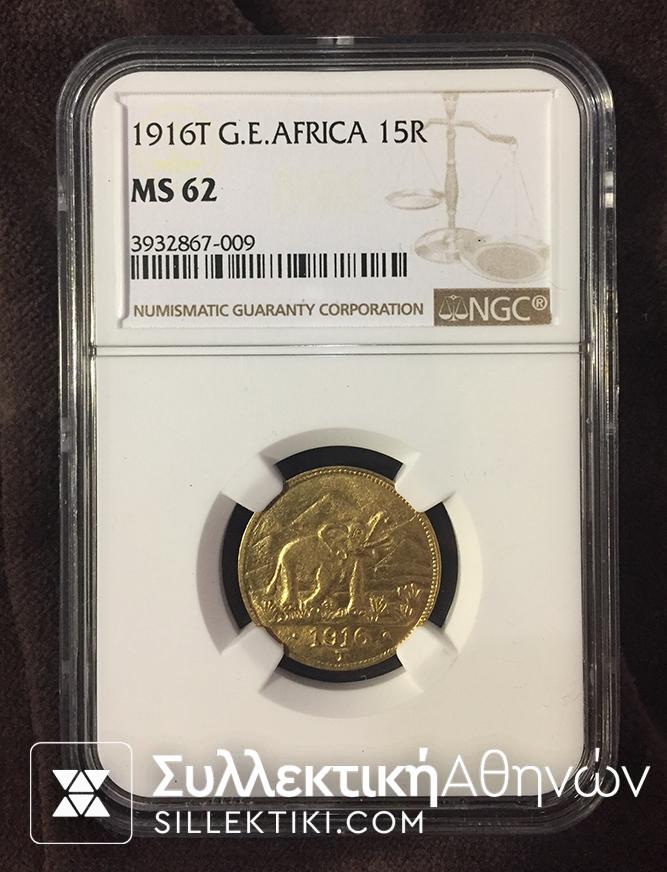 1916T G.E.AFRICA 15R
MS 62
3932867-009
NUMISMATIC GUARANTY CORPORATION
NGC®
1916
T
ΣυλλεκτικήΑθηνών
SILLEKTIKI.COM